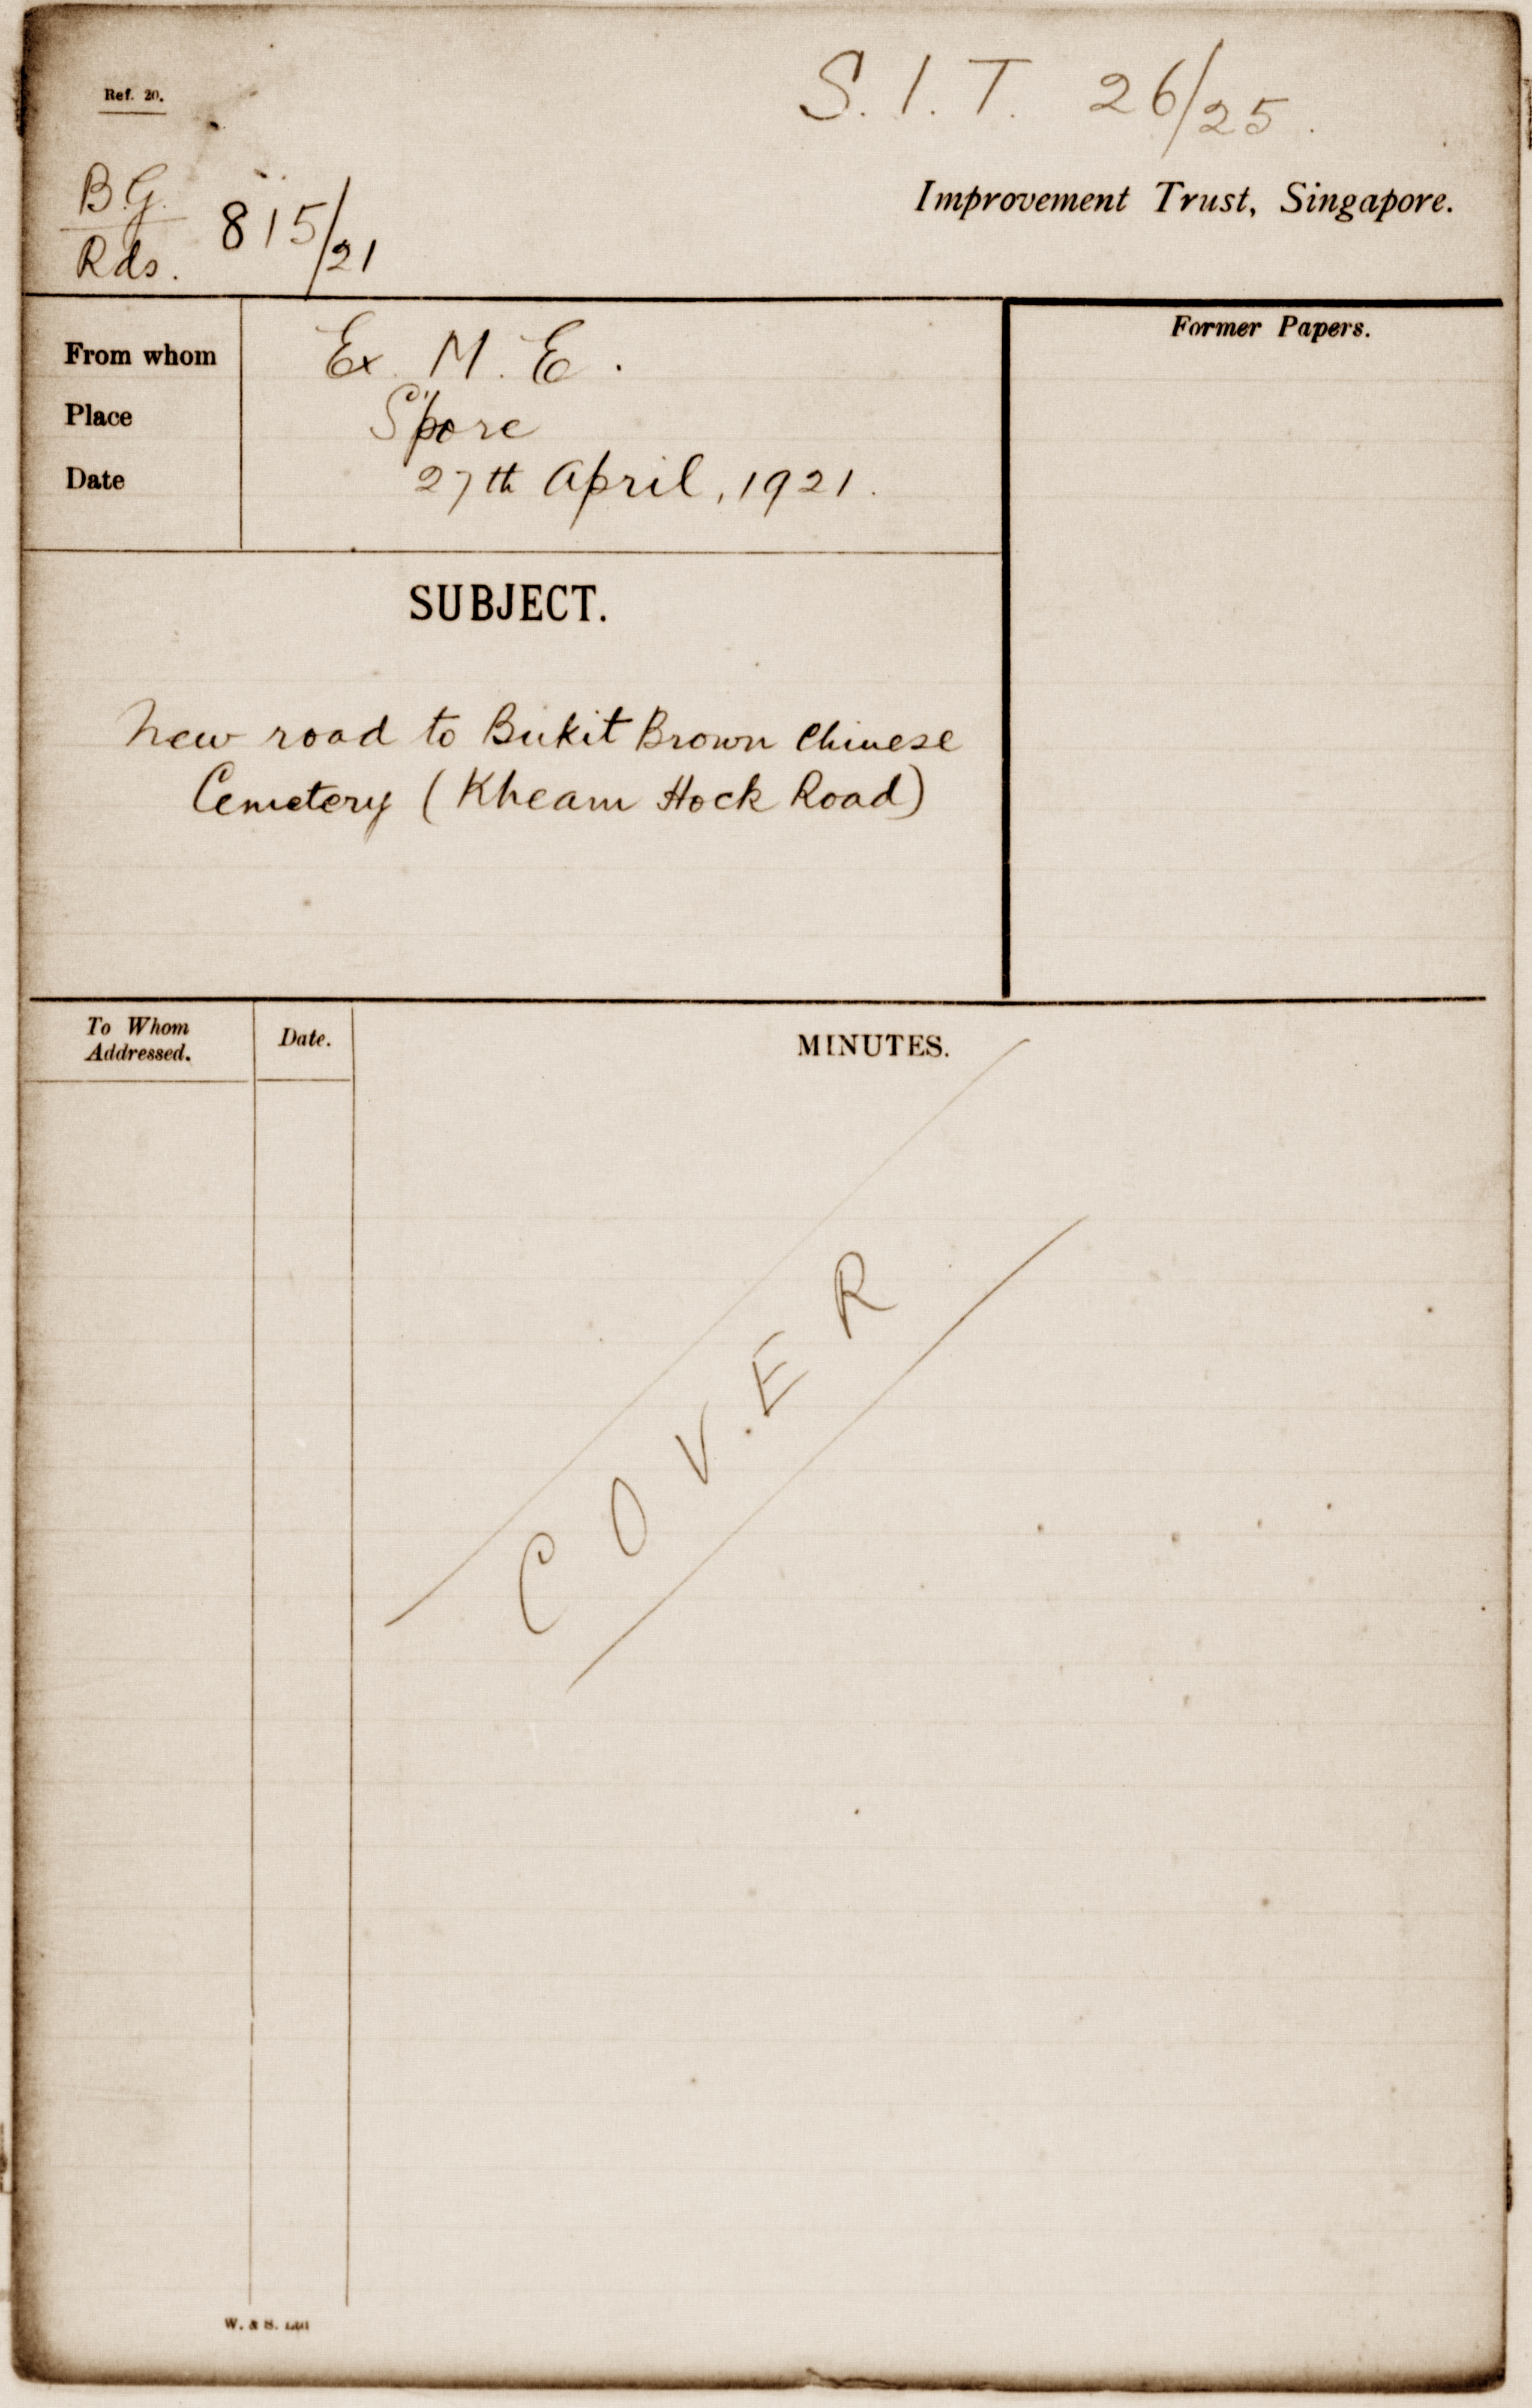 Ref. 20.
S. I. T. 26/25.
B.G.
Rds. 815/21
Improvement Trust, Singapore.
From whom Ex. M. E.
Place S'pore
Date 27th April, 1921.
Former Papers.
SUBJECT.
New road to Bukit Brown Chinese
Cemetery (Kheam Hock Road)
To Whom
Addressed.
Date.
MINUTES.
COVER
W. & S. Ltd